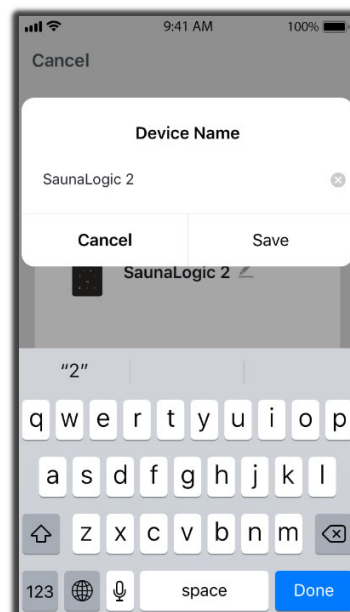 9:41 AM 100%
Cancel
Device Name
SaunaLogic 2
Cancel Save
SaunaLogic 2
“2”
q w e r t y u i o p
a s d f g h j k l
z x c v b n m
123 space Done